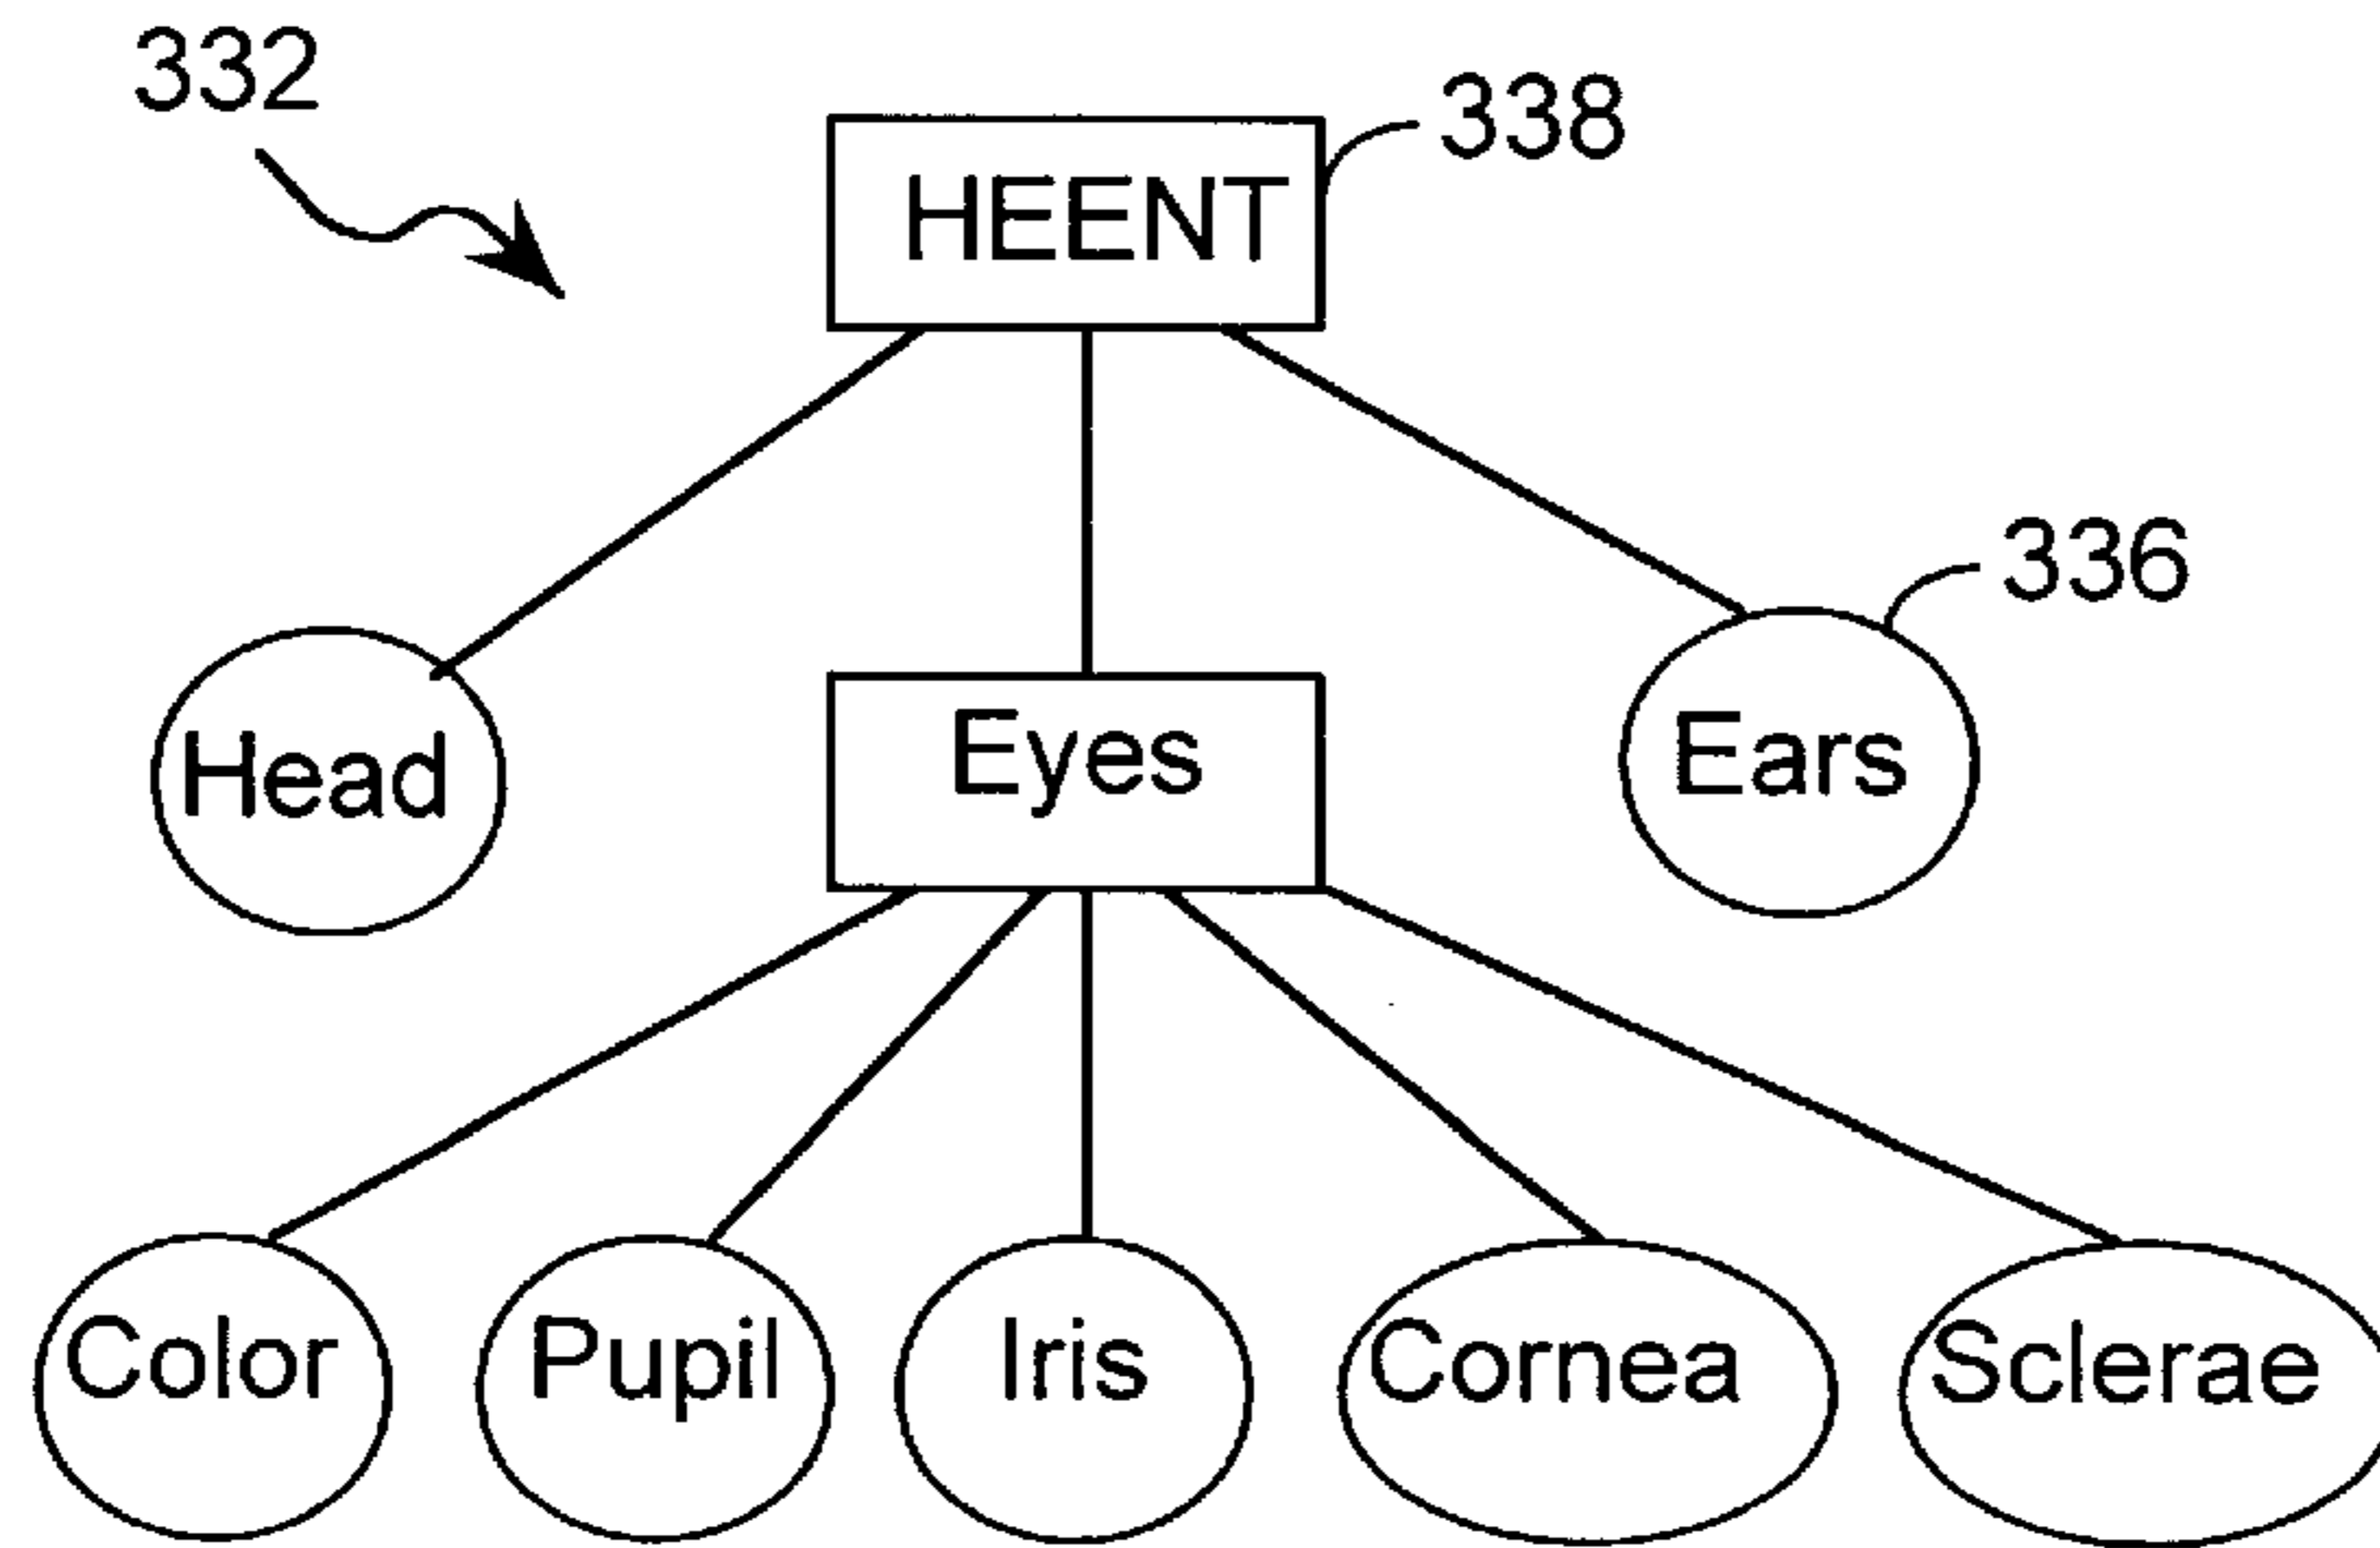 332
338
HEENT
336
Head
Eyes
Ears
Color
Pupil
Iris
Cornea
Sclerae